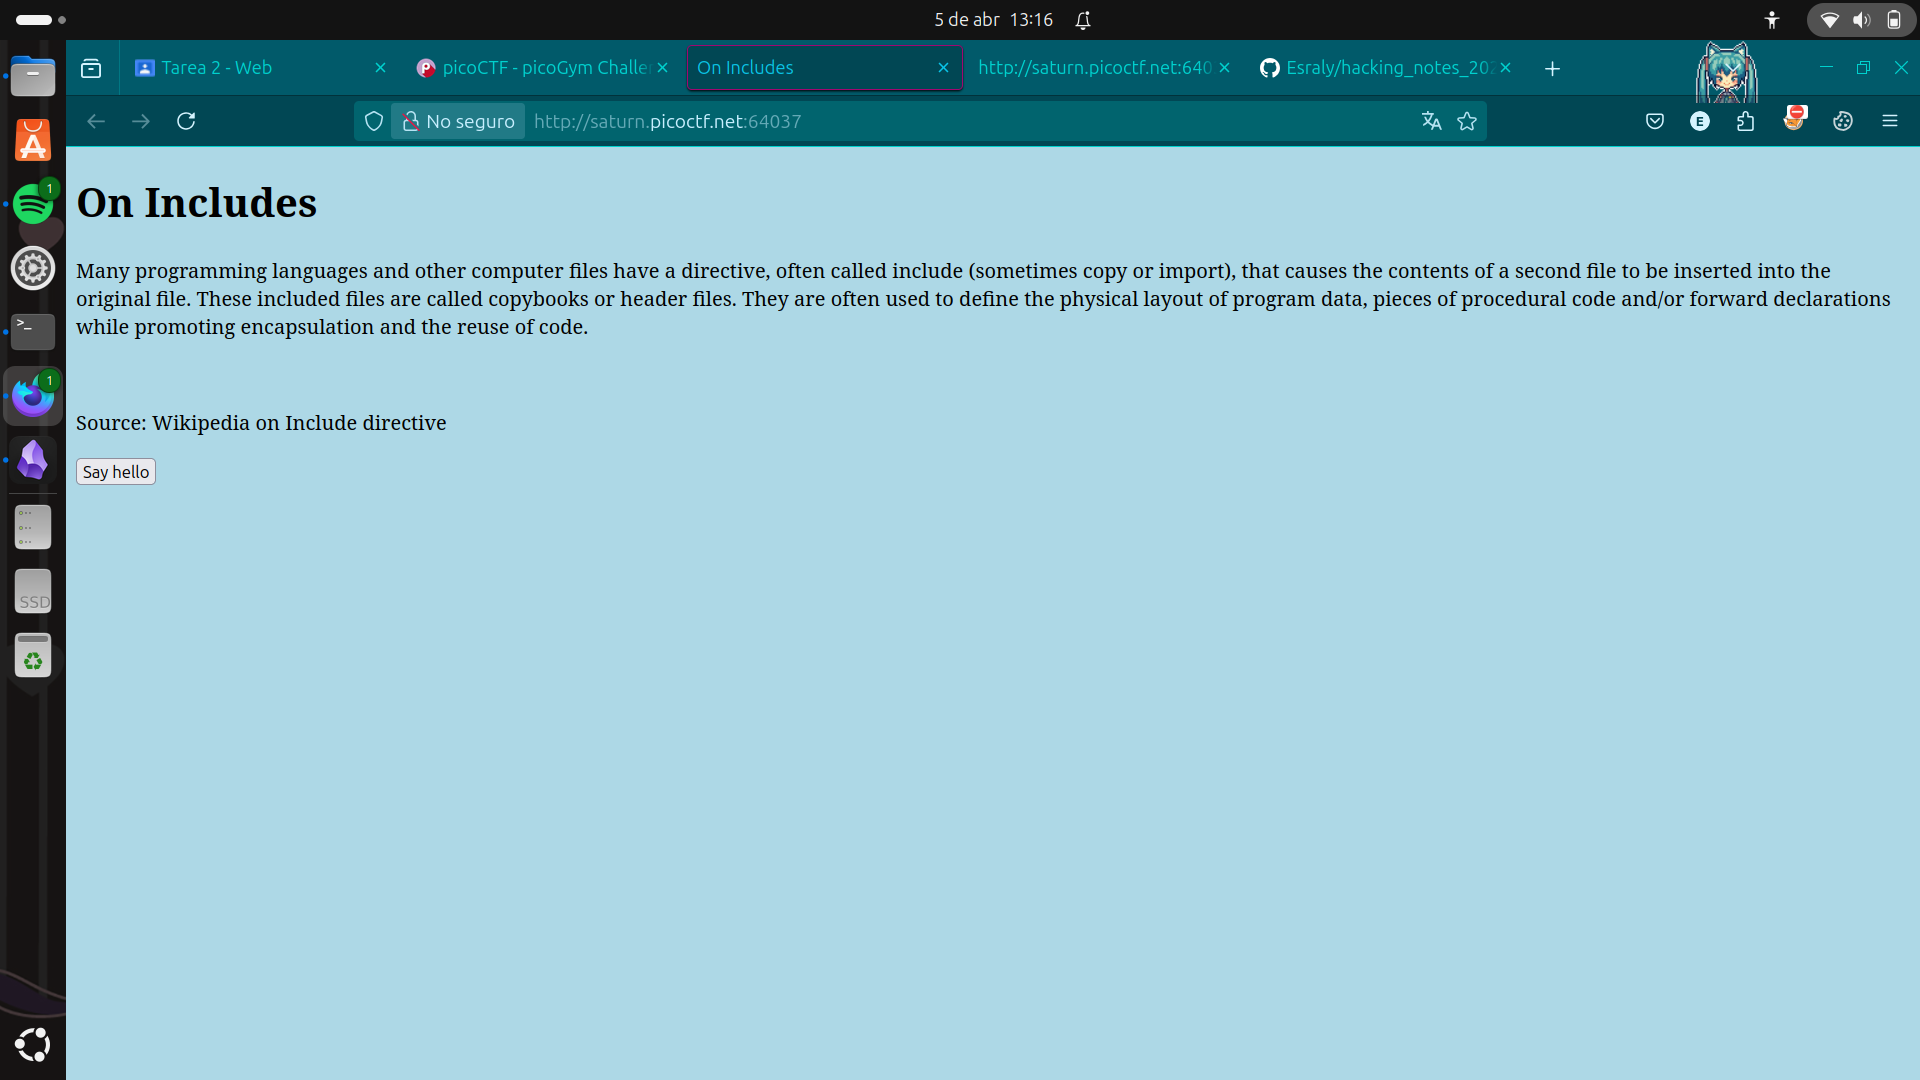 5 de abr 13:16
Tarea 2 - Web
picoCTF - picoGym Challe
On Includes
http://saturn.picoctf.net:640
Esraly/hacking_notes_202
No seguro
http://saturn.picoctf.net:64037
E
1
1
>_
SSD
On Includes
Many programming languages and other computer files have a directive, often called include (sometimes copy or import), that causes the contents of a second file to be inserted into the
original file. These included files are called copybooks or header files. They are often used to define the physical layout of program data, pieces of procedural code and/or forward declarations
while promoting encapsulation and the reuse of code.
Source: Wikipedia on Include directive
Say hello